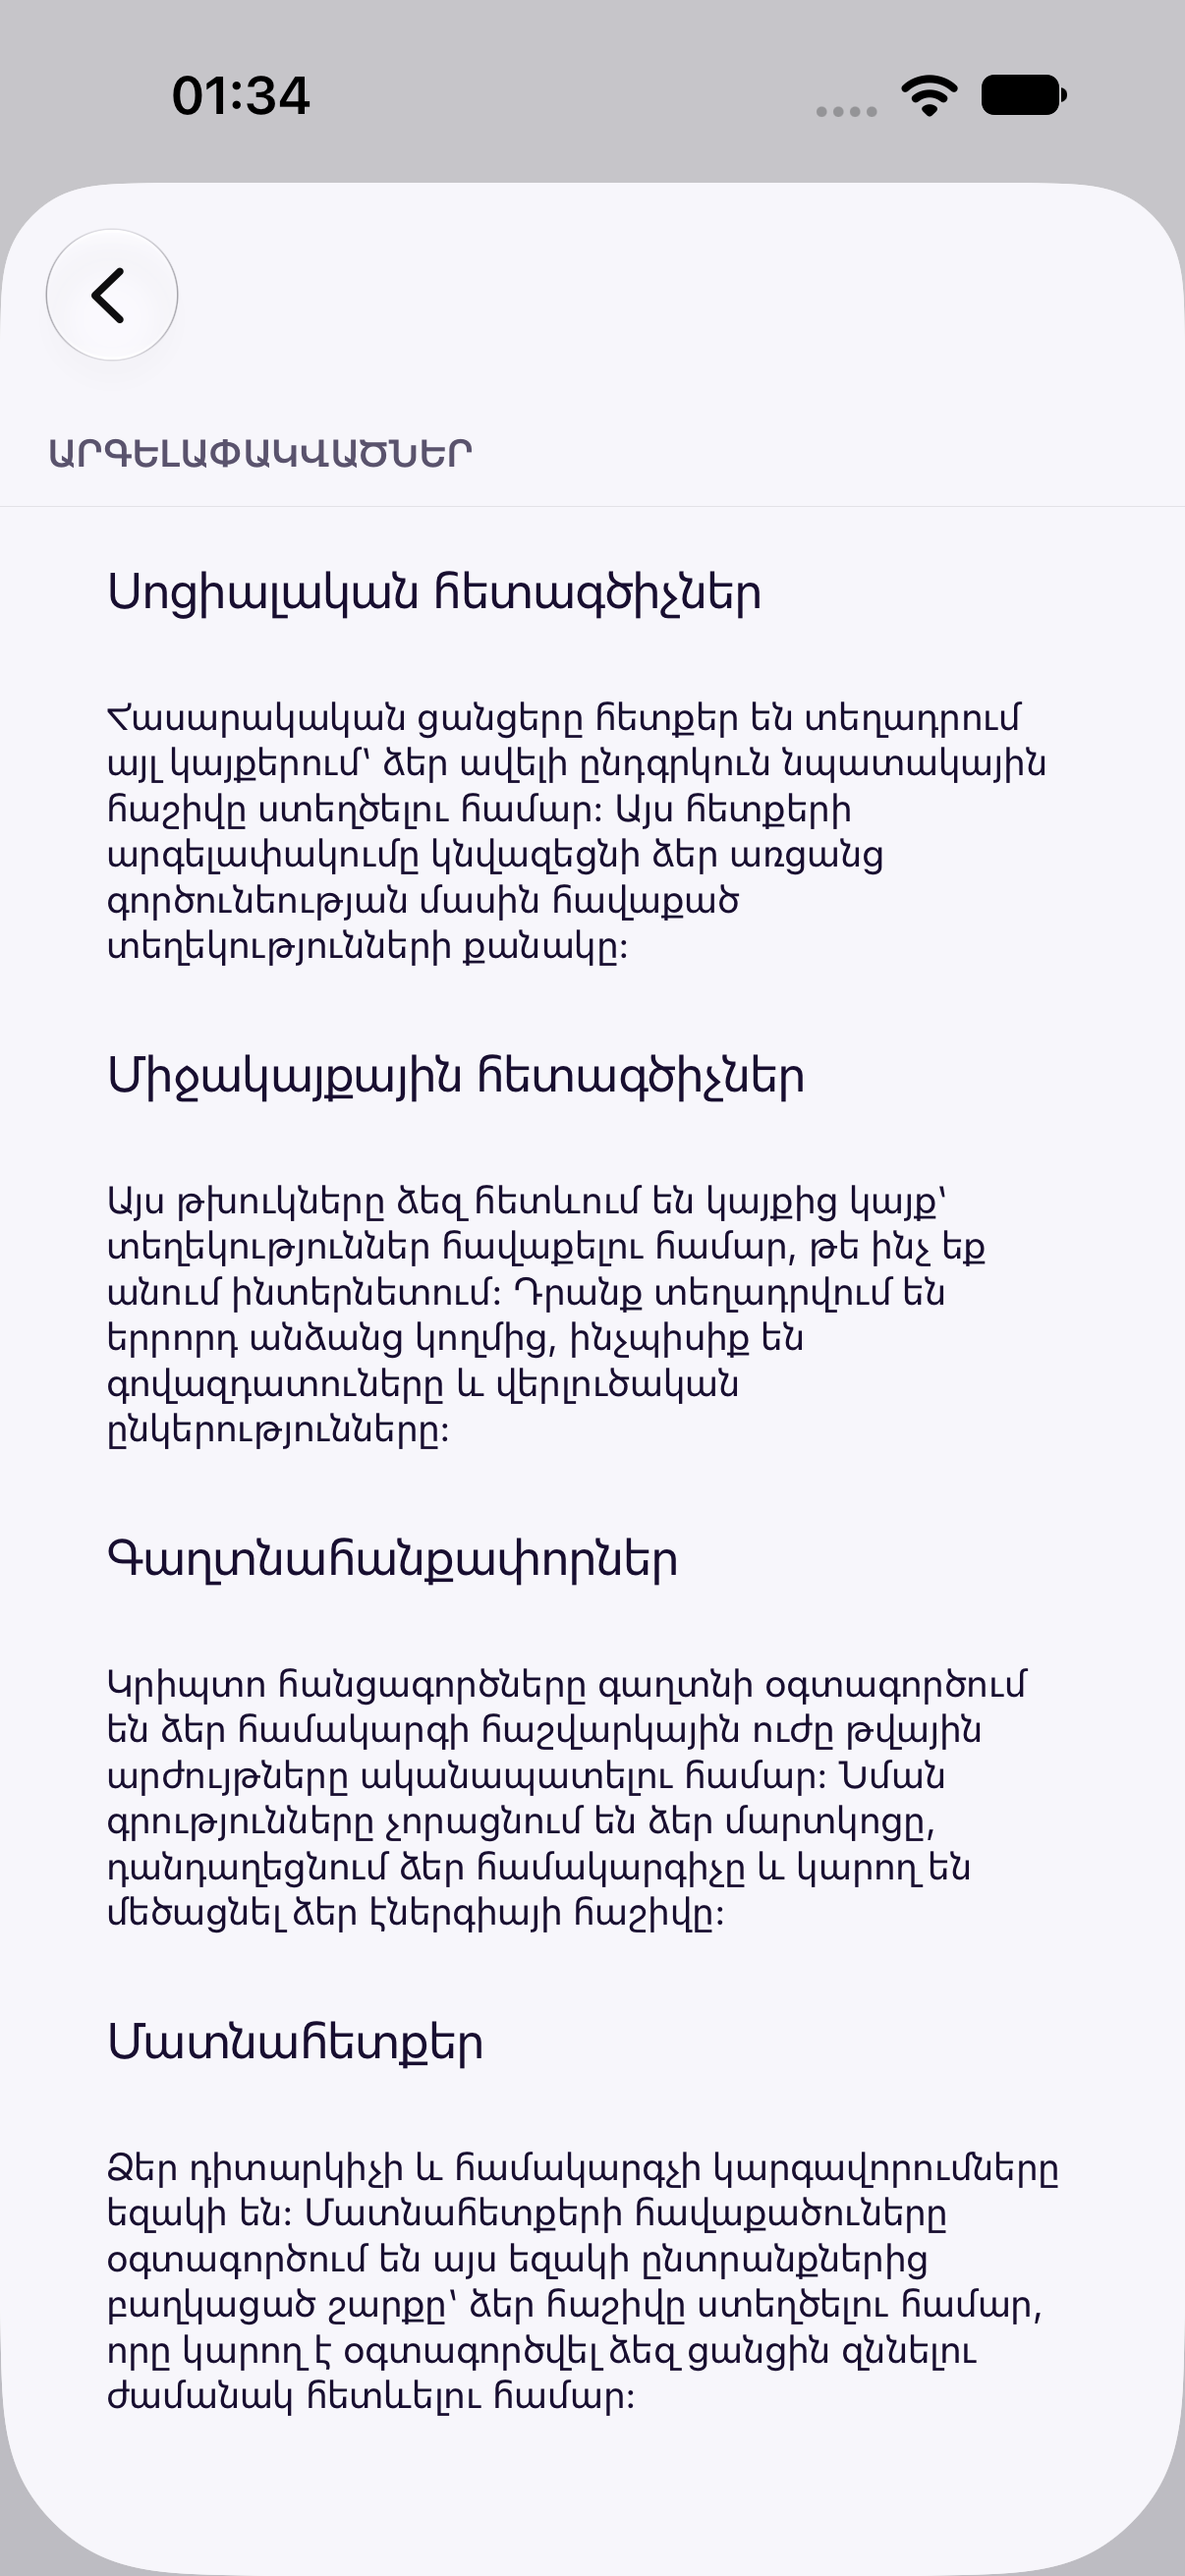 01:34
ԱՐԳԵԼԱՓԱԿՎԱԾՆԵՐ
Սոցիալական հետագծիչներ
Հասարակական ցանցերը հետքեր են տեղադրում
այլ կայքերում՝ ձեր ավելի ընդգրկուն նպատակային
հաշիվը ստեղծելու համար: Այս հետքերի
արգելափակումը կնվազեցնի ձեր առցանց
գործունեության մասին հավաքած
տեղեկությունների քանակը:
Միջակայքային հետագծիչներ
Այս թխուկները ձեզ հետևում են կայքից կայք՝
տեղեկություններ հավաքելու համար, թե ինչ եք
անում ինտերնետում: Դրանք տեղադրվում են
երրորդ անձանց կողմից, ինչպիսիք են
գովազդատուները և վերլուծական
ընկերությունները:
Գաղտնահանքափորներ
Կրիպտո հանցագործները գաղտնի օգտագործում
են ձեր համակարգի հաշվարկային ուժը թվային
արժույթները ականապատելու համար: Նման
գրությունները չորացնում են ձեր մարտկոցը,
դանդաղեցնում ձեր համակարգիչը և կարող են
մեծացնել ձեր էներգիայի հաշիվը:
Մատնահետքեր
Ձեր դիտարկիչի և համակարգչի կարգավորումները
եզակի են: Մատնահետքերի հավաքածուները
օգտագործում են այս եզակի ընտրանքներից
բաղկացած շարքը՝ ձեր հաշիվը ստեղծելու համար,
որը կարող է օգտագործվել ձեզ ցանցին զննելու
ժամանակ հետևելու համար: